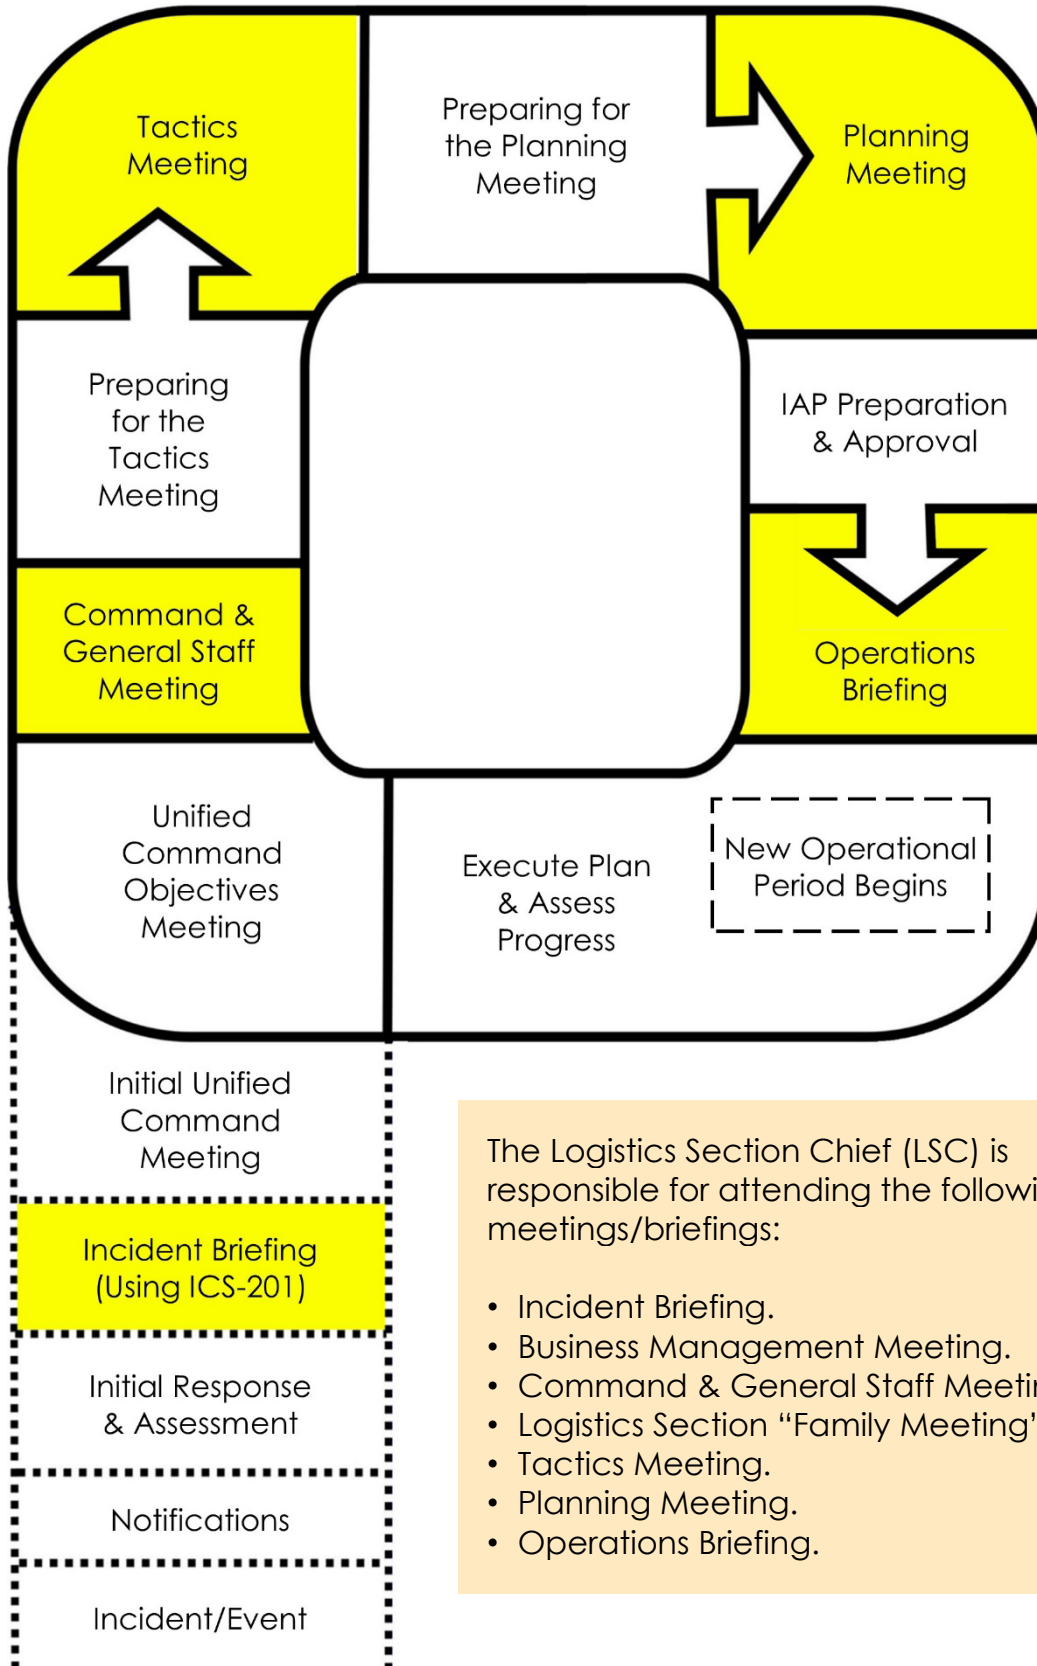 Tactics
Meeting
Preparing for
the Planning
Meeting
Planning
Meeting
Preparing
for the
Tactics
Meeting
IAP Preparation
& Approval
Command &
General Staff
Meeting
Operations
Briefing
Unified
Command
Objectives
Meeting
Execute Plan
& Assess
Progress
New Operational
Period Begins
Initial Unified
Command
Meeting
Incident Briefing
(Using ICS-201)
Initial Response
& Assessment
Notifications
Incident/Event
The Logistics Section Chief (LSC) is
responsible for attending the
meetings/briefings:
• Incident Briefing.
• Business Management Meeting.
• Command & General Staff
• Logistics Section “Family Meeting”
• Tactics Meeting.
• Planning Meeting.
• Operations Briefing.